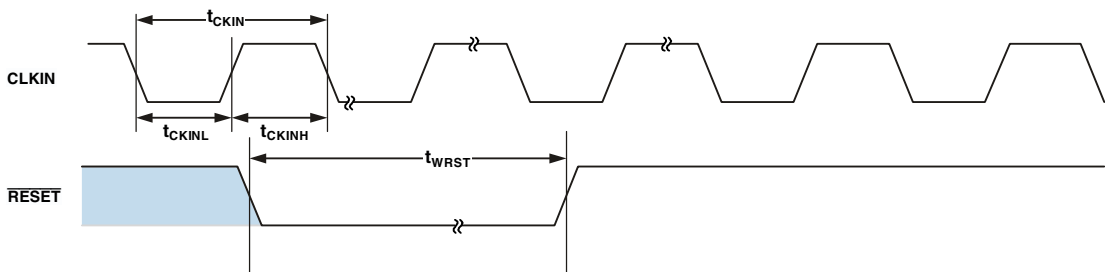 tCKIN
CLKIN
tCKINL
tCKINH
tWRST
RESET